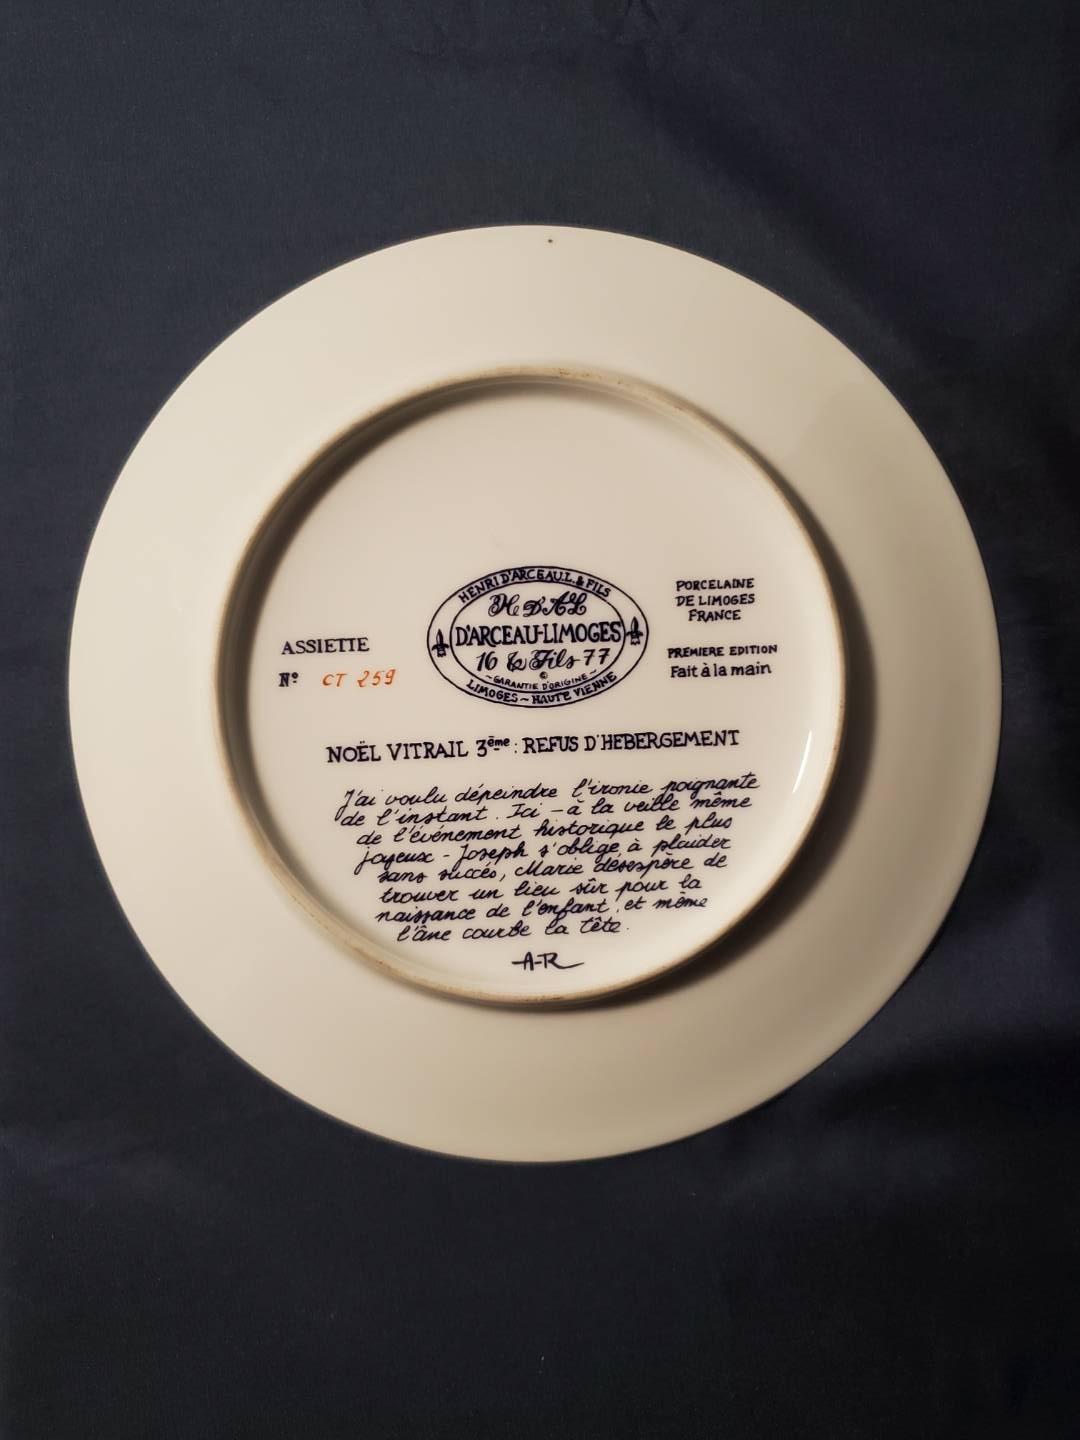 HENRI D'ARCEAU L. & FILS
H D'AL
D'ARCEAU-LIMOGES
16 & Fils 77
©
~GARANTIE D'ORIGINE~
LIMOGES ~ HAUTE VIENNE
PORCELAINE
DE LIMOGES
FRANCE
PREMIERE EDITION
Fait à la main
ASSIETTE
Nº CT 259
NOËL VITRAIL 3ème : REFUS D'HEBERGEMENT
J'ai voulu dépeindre l'ironie poignante
de l'instant. Ici — à la veille même
de l'événement historique le plus
joyeux - Joseph s'oblige à plaider
sans succés, Marie désespère de
trouver un lieu sûr pour la
naissance de l'enfant, et même
l'âne courbe la tête.
A-R